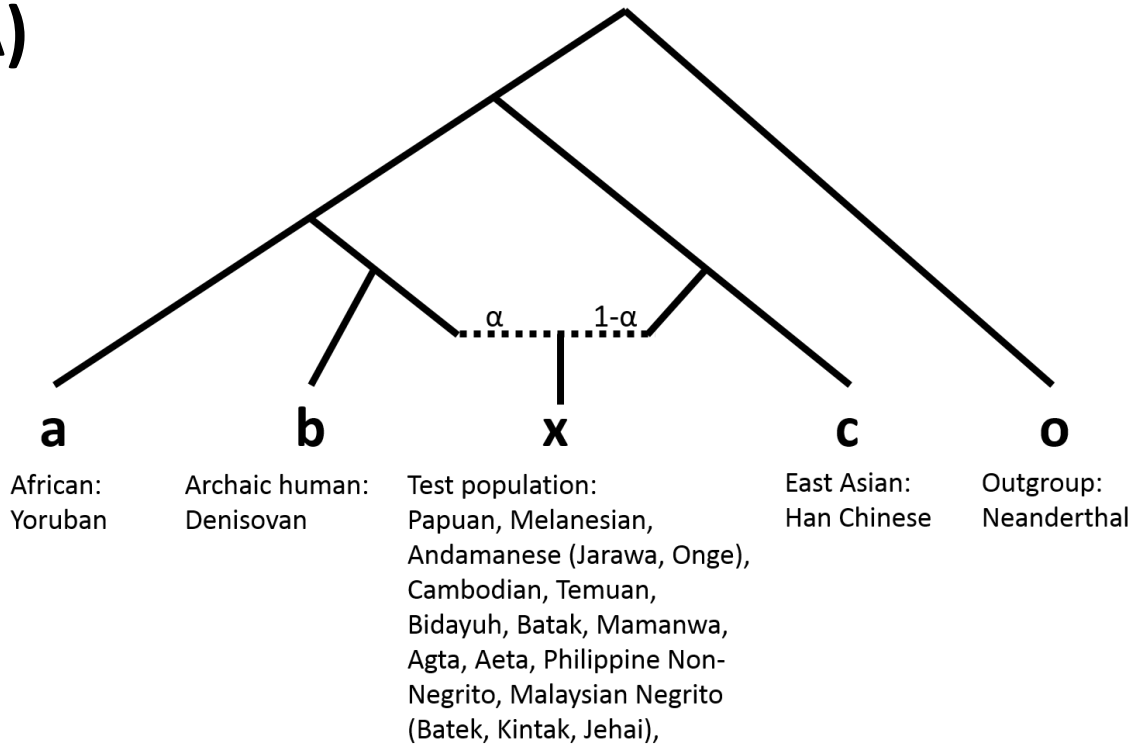 A)
α 1-α
a b x c o
African: Archaic human: Test population: East Asian: Outgroup:
Yoruban Denisovan Papuan, Melanesian, Han Chinese Neanderthal
Andamanese (Jarawa, Onge),
Cambodian, Temuan,
Bidayuh, Batak, Mamanwa,
Agta, Aeta, Philippine Non-
Negrito, Malaysian Negrito
(Batek, Kintak, Jehai),